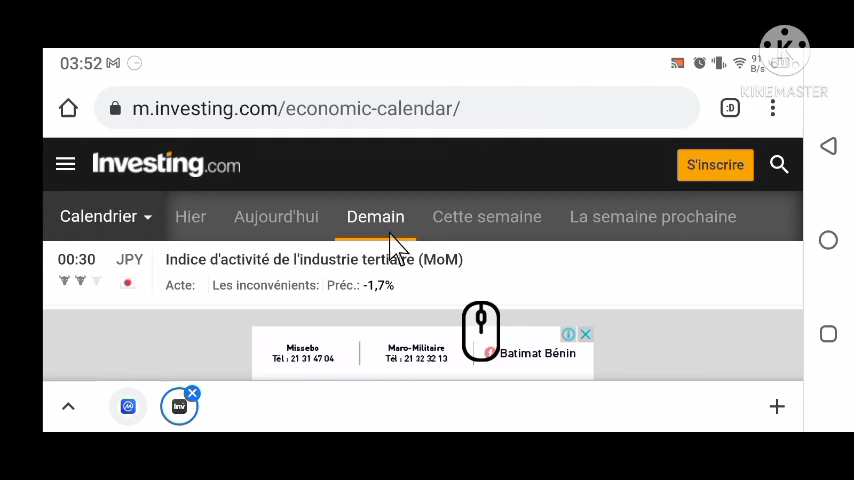 03:52
91 B/s
KINEMASTER
m.investing.com/economic-calendar/
:D
Investing.com
S'inscrire
Calendrier Hier Aujourd'hui Demain Cette semaine La semaine prochaine
00:30 JPY Indice d'activité de l'industrie tertiaire (MoM)
Acte: Les inconvénients: Préc.: -1,7%
Missebo Maro-Militaire
Tél : 21 31 47 04 Tél : 21 32 32 13 Batimat Bénin
Inv